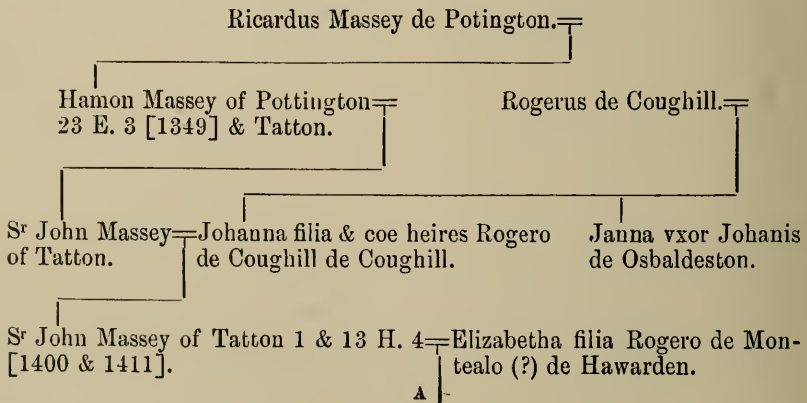 Ricardus Massey de Potington.
Hamon Massey of Pottington
23 E. 3 [1349] & Tatton.
Rogerus de Coughill.
Sr John Massey
of Tatton.
Johanna filia & coe heires Rogero
de Coughill de Coughill.
Janna vxor Johanis
de Osbaldeston.
Sr John Massey of Tatton 1 & 13 H. 4
[1400 & 1411].
Elizabetha filia Rogero de Mon-
tealo (?) de Hawarden.
A